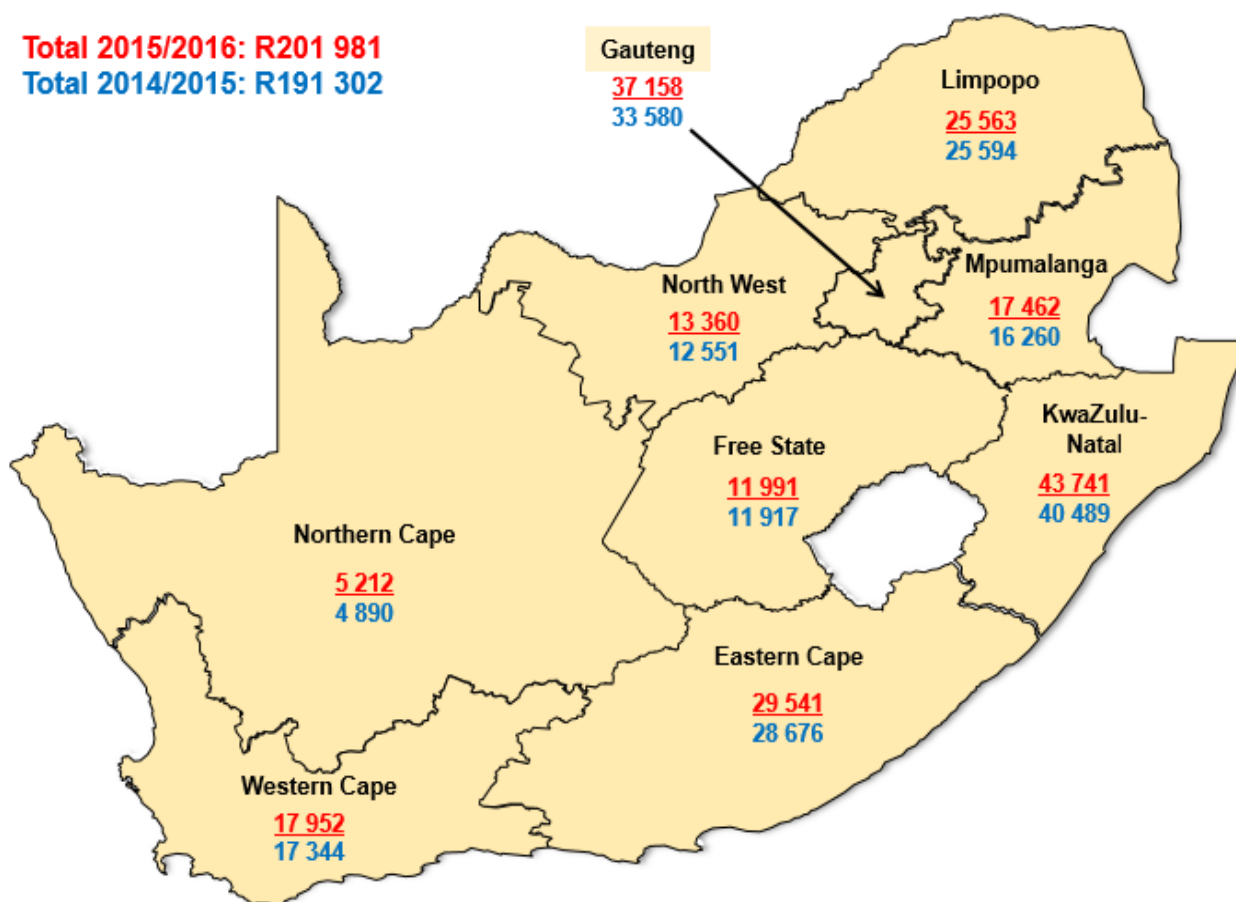 Total 2015/2016: R201 981
Total 2014/2015: R191 302
Gauteng
37 158
33 580
Limpopo
25 563
25 594
North West
13 360
12 551
Mpumalanga
17 462
16 260
KwaZulu-
Natal
43 741
40 489
Free State
11 991
11 917
Northern Cape
5 212
4 890
Eastern Cape
29 541
28 676
Western Cape
17 952
17 344